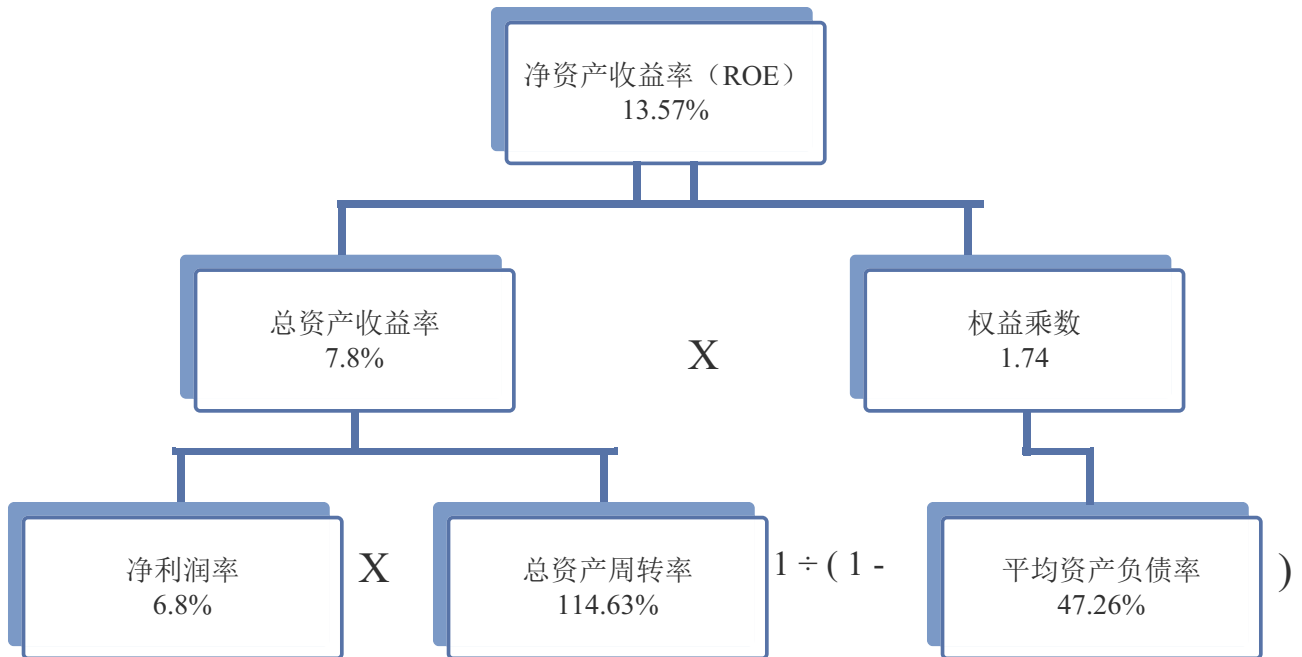 净资产收益率（ROE）
13.57%
总资产收益率
7.8%
X
权益乘数
1.74
净利润率
6.8%
X
总资产周转率
114.63%
1 ÷ ( 1 -
平均资产负债率
47.26%
)